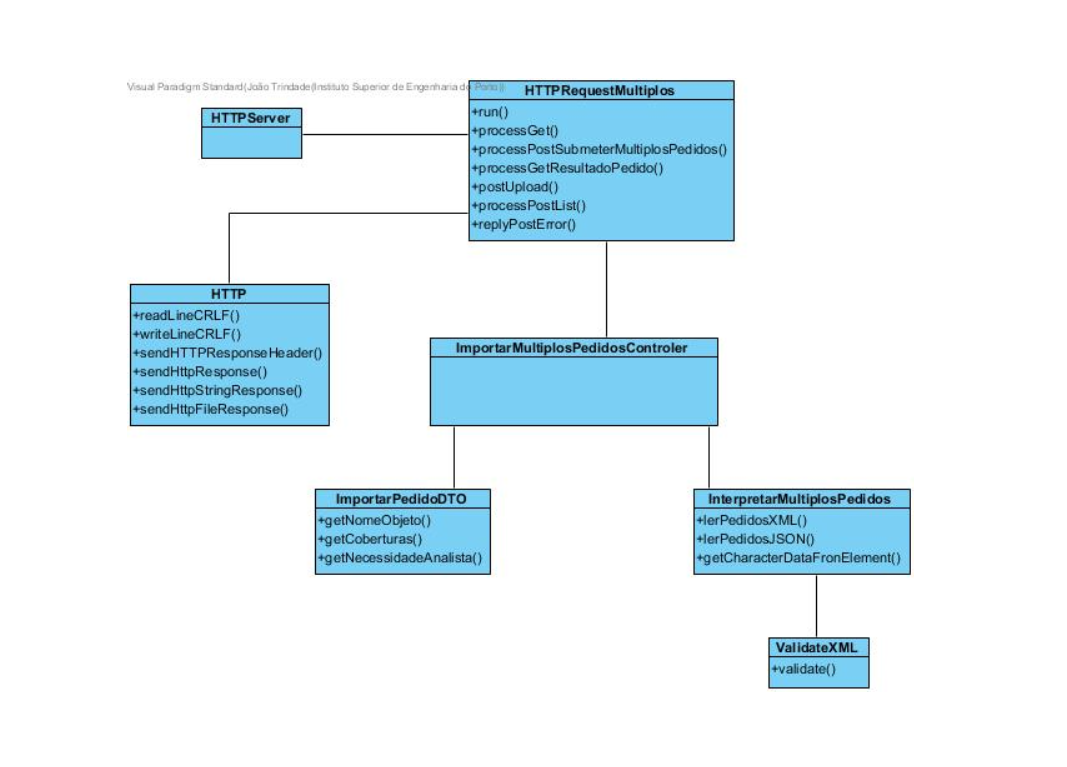 Visual Paradigm Standard(João Trindade(Instituto Superior de Engenharia do Porto))
HTTPServer
HTTPRequestMultiplos
+run()
+processGet()
+processPostSubmeterMultiplosPedidos()
+processGetResultadoPedido()
+postUpload()
+processPostList()
+replyPostError()
HTTP
+readLineCRLF()
+writeLineCRLF()
+sendHTTPResponseHeader()
+sendHttpResponse()
+sendHttpStringResponse()
+sendHttpFileResponse()
ImportarMultiplosPedidosControler
ImportarPedidoDTO
+getNomeObjeto()
+getCoberturas()
+getNecessidadeAnalista()
InterpretarMultiplosPedidos
+lerPedidosXML()
+lerPedidosJSON()
+getCharacterDataFronElement()
ValidateXML
+validate()